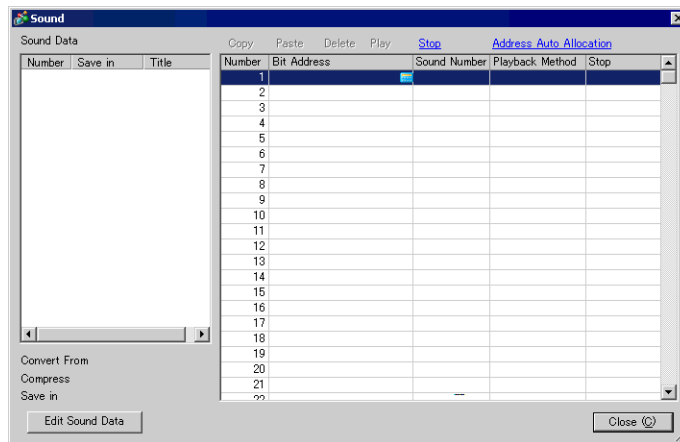 Sound
Sound Data
Copy Paste Delete Play Stop Address Auto Allocation
Number Save in Title
Number Bit Address Sound Number Playback Method Stop
1
2
3
4
5
6
7
8
9
10
11
12
13
14
15
16
17
18
19
20
21
22
Convert From
Compress
Save in
Edit Sound Data
Close (C)